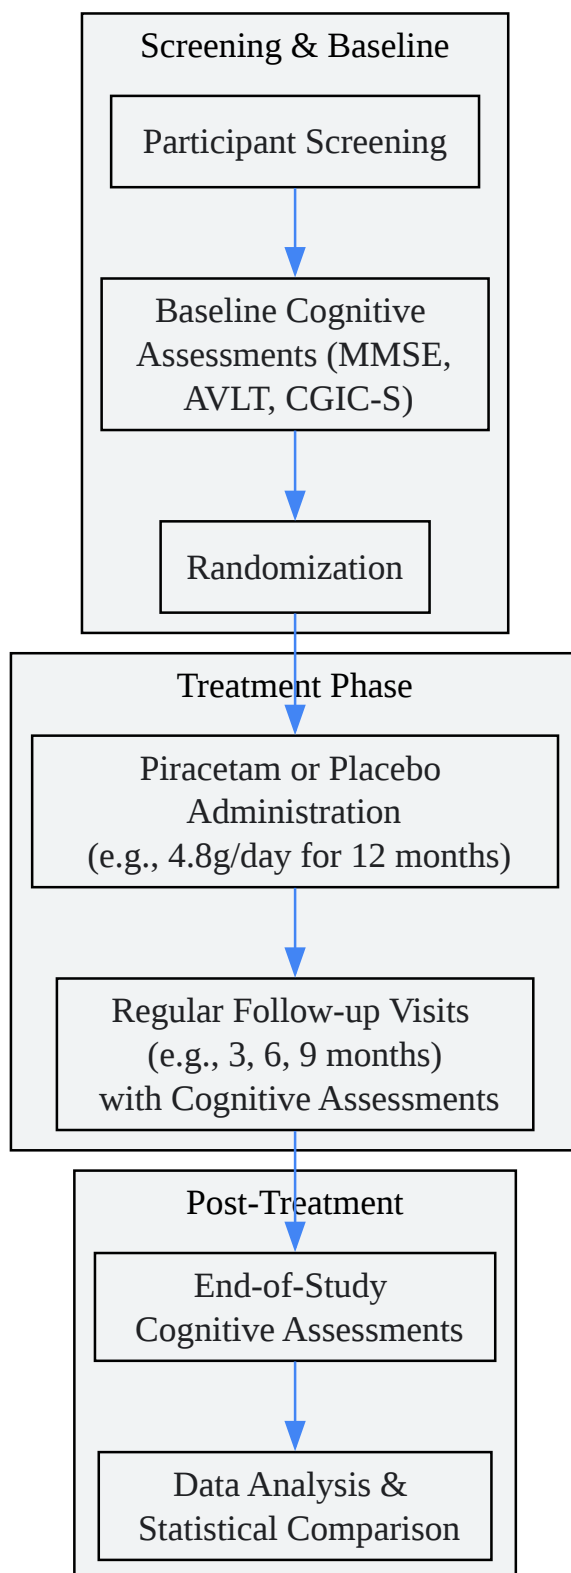 Screening & Baseline
Participant Screening
Baseline Cognitive
Assessments (MMSE,
AVLT, CGIC-S)
Randomization
Treatment Phase
Piracetam or Placebo
Administration
(e.g., 4.8g/day for 12 months)
Regular Follow-up Visits
(e.g., 3, 6, 9 months)
with Cognitive Assessments
Post-Treatment
End-of-Study
Cognitive Assessments
Data Analysis &
Statistical Comparison